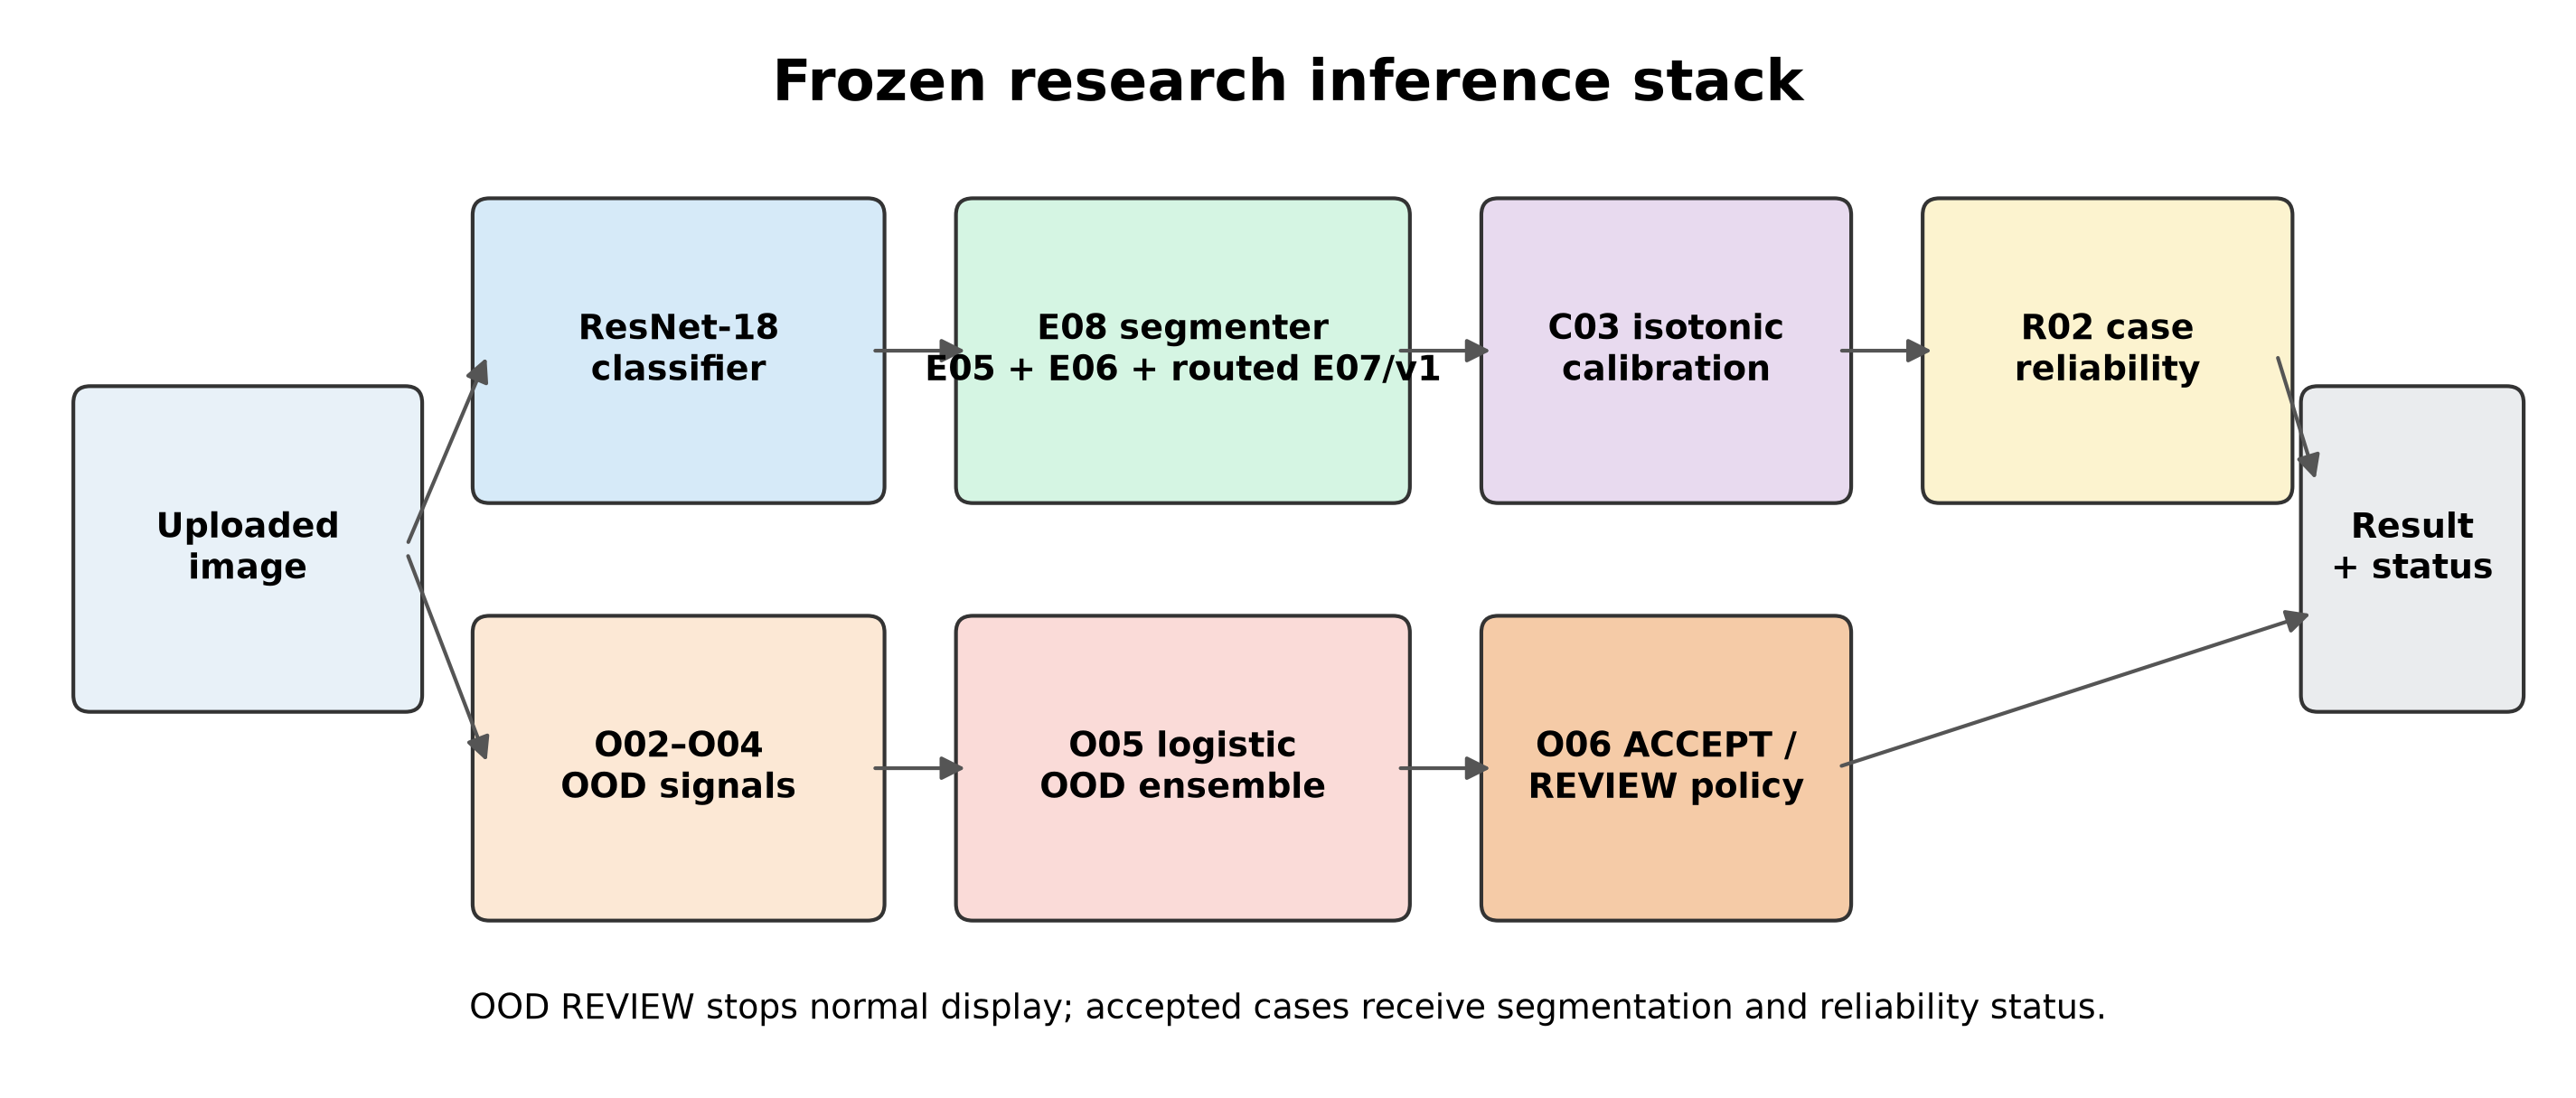 Frozen research inference stack
Uploaded
image
ResNet-18
classifier
E08 segmenter
E05 + E06 + routed E07/v1
C03 isotonic
calibration
R02 case
reliability
O02–O04
OOD signals
O05 logistic
OOD ensemble
O06 ACCEPT /
REVIEW policy
Result
+ status
OOD REVIEW stops normal display; accepted cases receive segmentation and reliability status.